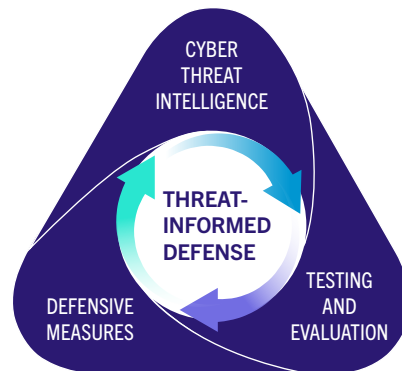 CYBER
THREAT
INTELLIGENCE
THREAT-
INFORMED
DEFENSE
DEFENSIVE
MEASURES
TESTING
AND
EVALUATION